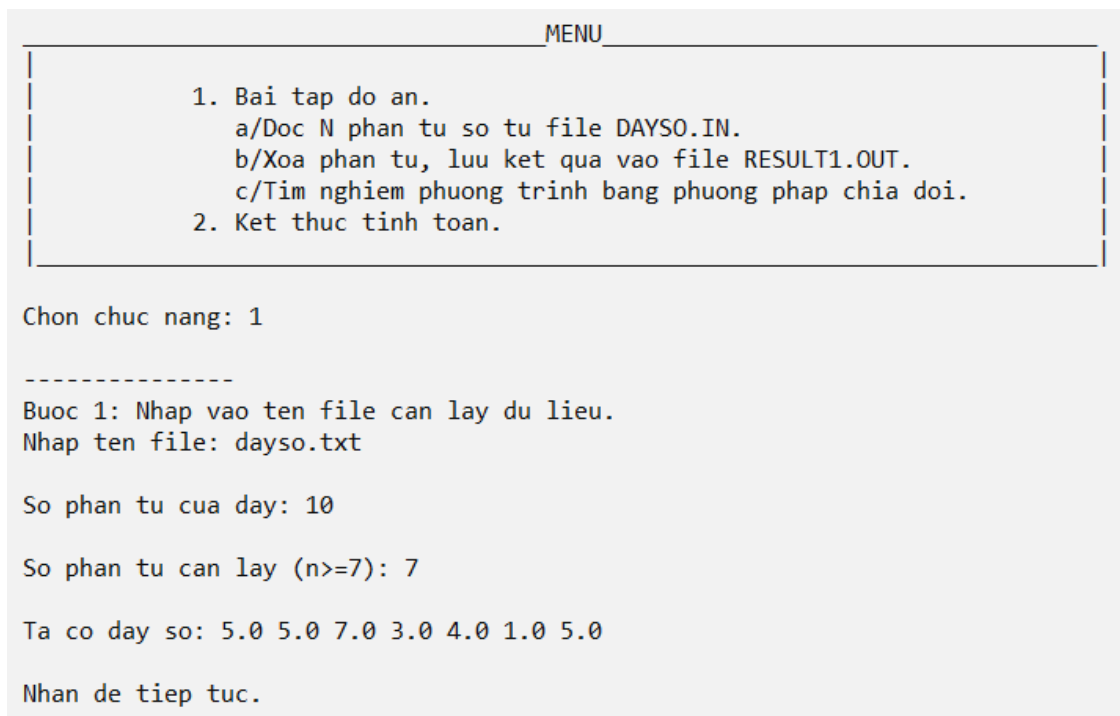 MENU
1. Bai tap do an.
a/Doc N phan tu so tu file DAYSO.IN.
b/Xoa phan tu, luu ket qua vao file RESULT1.OUT.
c/Tim nghiem phuong trinh bang phuong phap chia doi.
2. Ket thuc tinh toan.
Chon chuc nang: 1
---------------
Buoc 1: Nhap vao ten file can lay du lieu.
Nhap ten file: dayso.txt
So phan tu cua day: 10
So phan tu can lay (n>=7): 7
Ta co day so: 5.0 5.0 7.0 3.0 4.0 1.0 5.0
Nhan de tiep tuc.